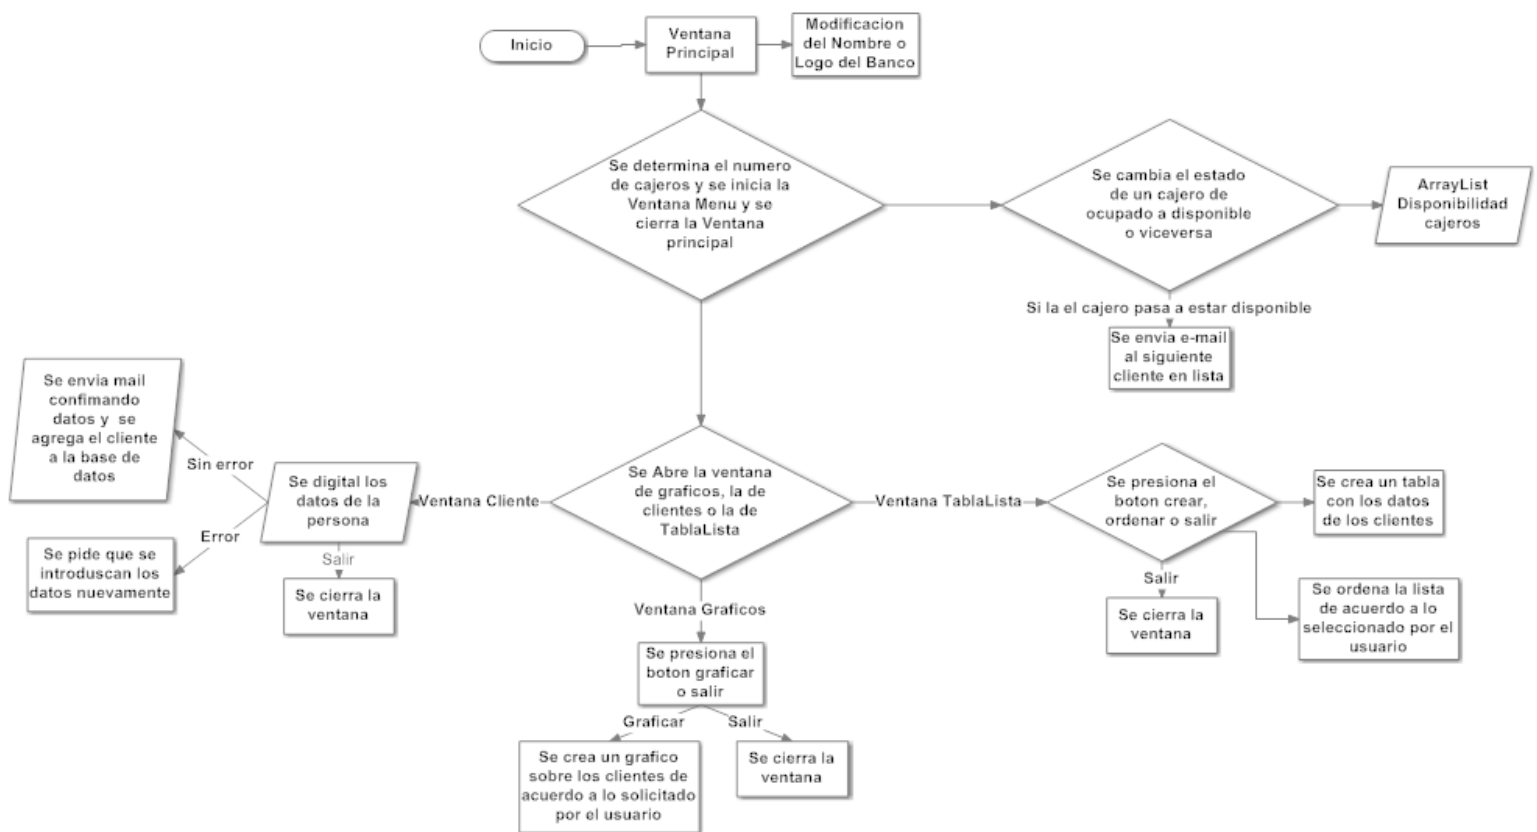 Inicio
Ventana
Principal
Modificacion
del Nombre o
Logo del Banco
Se determina el numero
de cajeros y se inicia la
Ventana Menu y se
cierra la Ventana
principal
Se cambia el estado
de un cajero de
ocupado a disponible
o viceversa
ArrayList
Disponibilidad
cajeros
Si la el cajero pasa a estar disponible
Se envia e-mail
al siguiente
cliente en lista
Se envia mail
confimando
datos y se
agrega el cliente
a la base de
datos
Sin error
Se digital los
datos de la
persona
Ventana Cliente
Se Abre la ventana
de graficos, la de
clientes o la de
TablaLista
Ventana TablaLista
Se presiona el
boton crear,
ordenar o salir
Se crea un tabla
con los datos
de los clientes
Error
Se pide que se
introduscan los
datos nuevamente
Salir
Se cierra la
ventana
Ventana Graficos
Se presiona el
boton graficar
o salir
Salir
Se cierra la
ventana
Se ordena la lista
de acuerdo a lo
seleccionado por el
usuario
Graficar
Salir
Se crea un grafico
sobre los clientes de
acuerdo a lo solicitado
por el usuario
Se cierra la
ventana